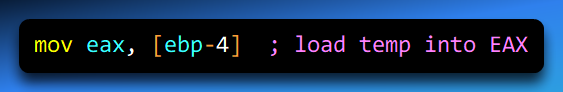 mov eax, [ebp-4]  ; load temp into EAX